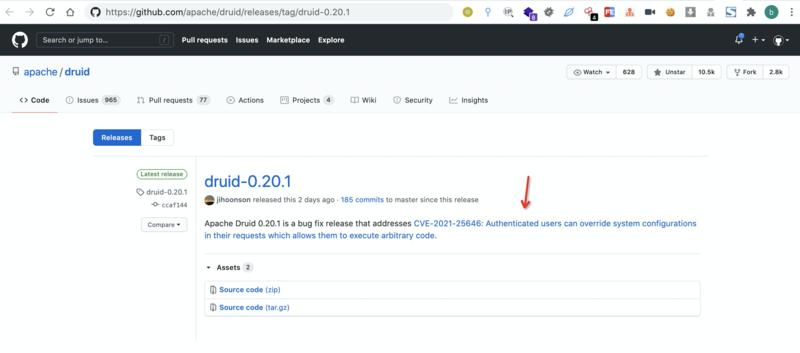 https://github.com/apache/druid/releases/tag/druid-0.20.1
Search or jump to...
/
Pull requests Issues Marketplace Explore
apache / druid
Watch 628 Unstar 10.5k Fork 2.8k
Code Issues 965 Pull requests 77 Actions Projects 4 Wiki Security Insights
Releases Tags
Latest release
druid-0.20.1
ccaf144
Compare
druid-0.20.1
jihoonson released this 2 days ago · 185 commits to master since this release
Apache Druid 0.20.1 is a bug fix release that addresses CVE-2021-25646: Authenticated users can override system configurations
in their requests which allows them to execute arbitrary code.
Assets 2
Source code (zip)
Source code (tar.gz)